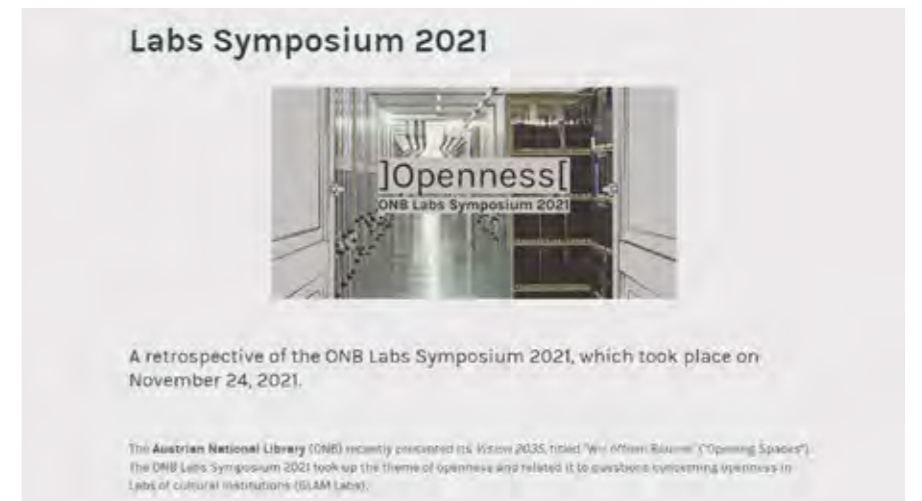 Labs Symposium 2021
]Openness[
ONB Labs Symposium 2021
A retrospective of the ONB Labs Symposium 2021, which took place on
November 24, 2021.
The Austrian National Library (ONB) recently presented its Vision 2035, titled "Wir öffnen Räume" ("Opening Spaces").
The ONB Labs Symposium 2021 took up the theme of openness and related it to questions concerning openness in
Labs of cultural institutions (GLAM Labs).